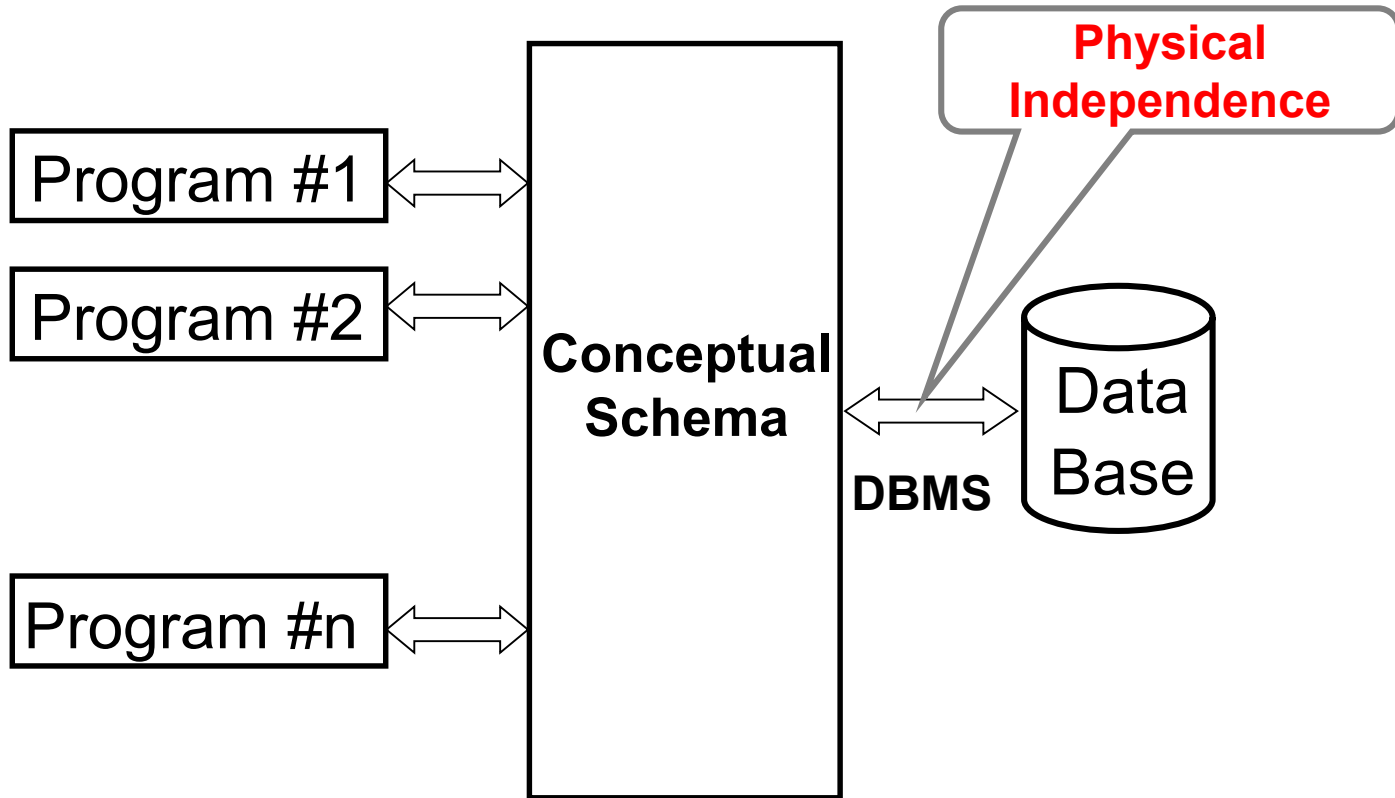 Physical
Independence
Program #1
Program #2
Conceptual
Schema
Data
Base
DBMS
Program #n